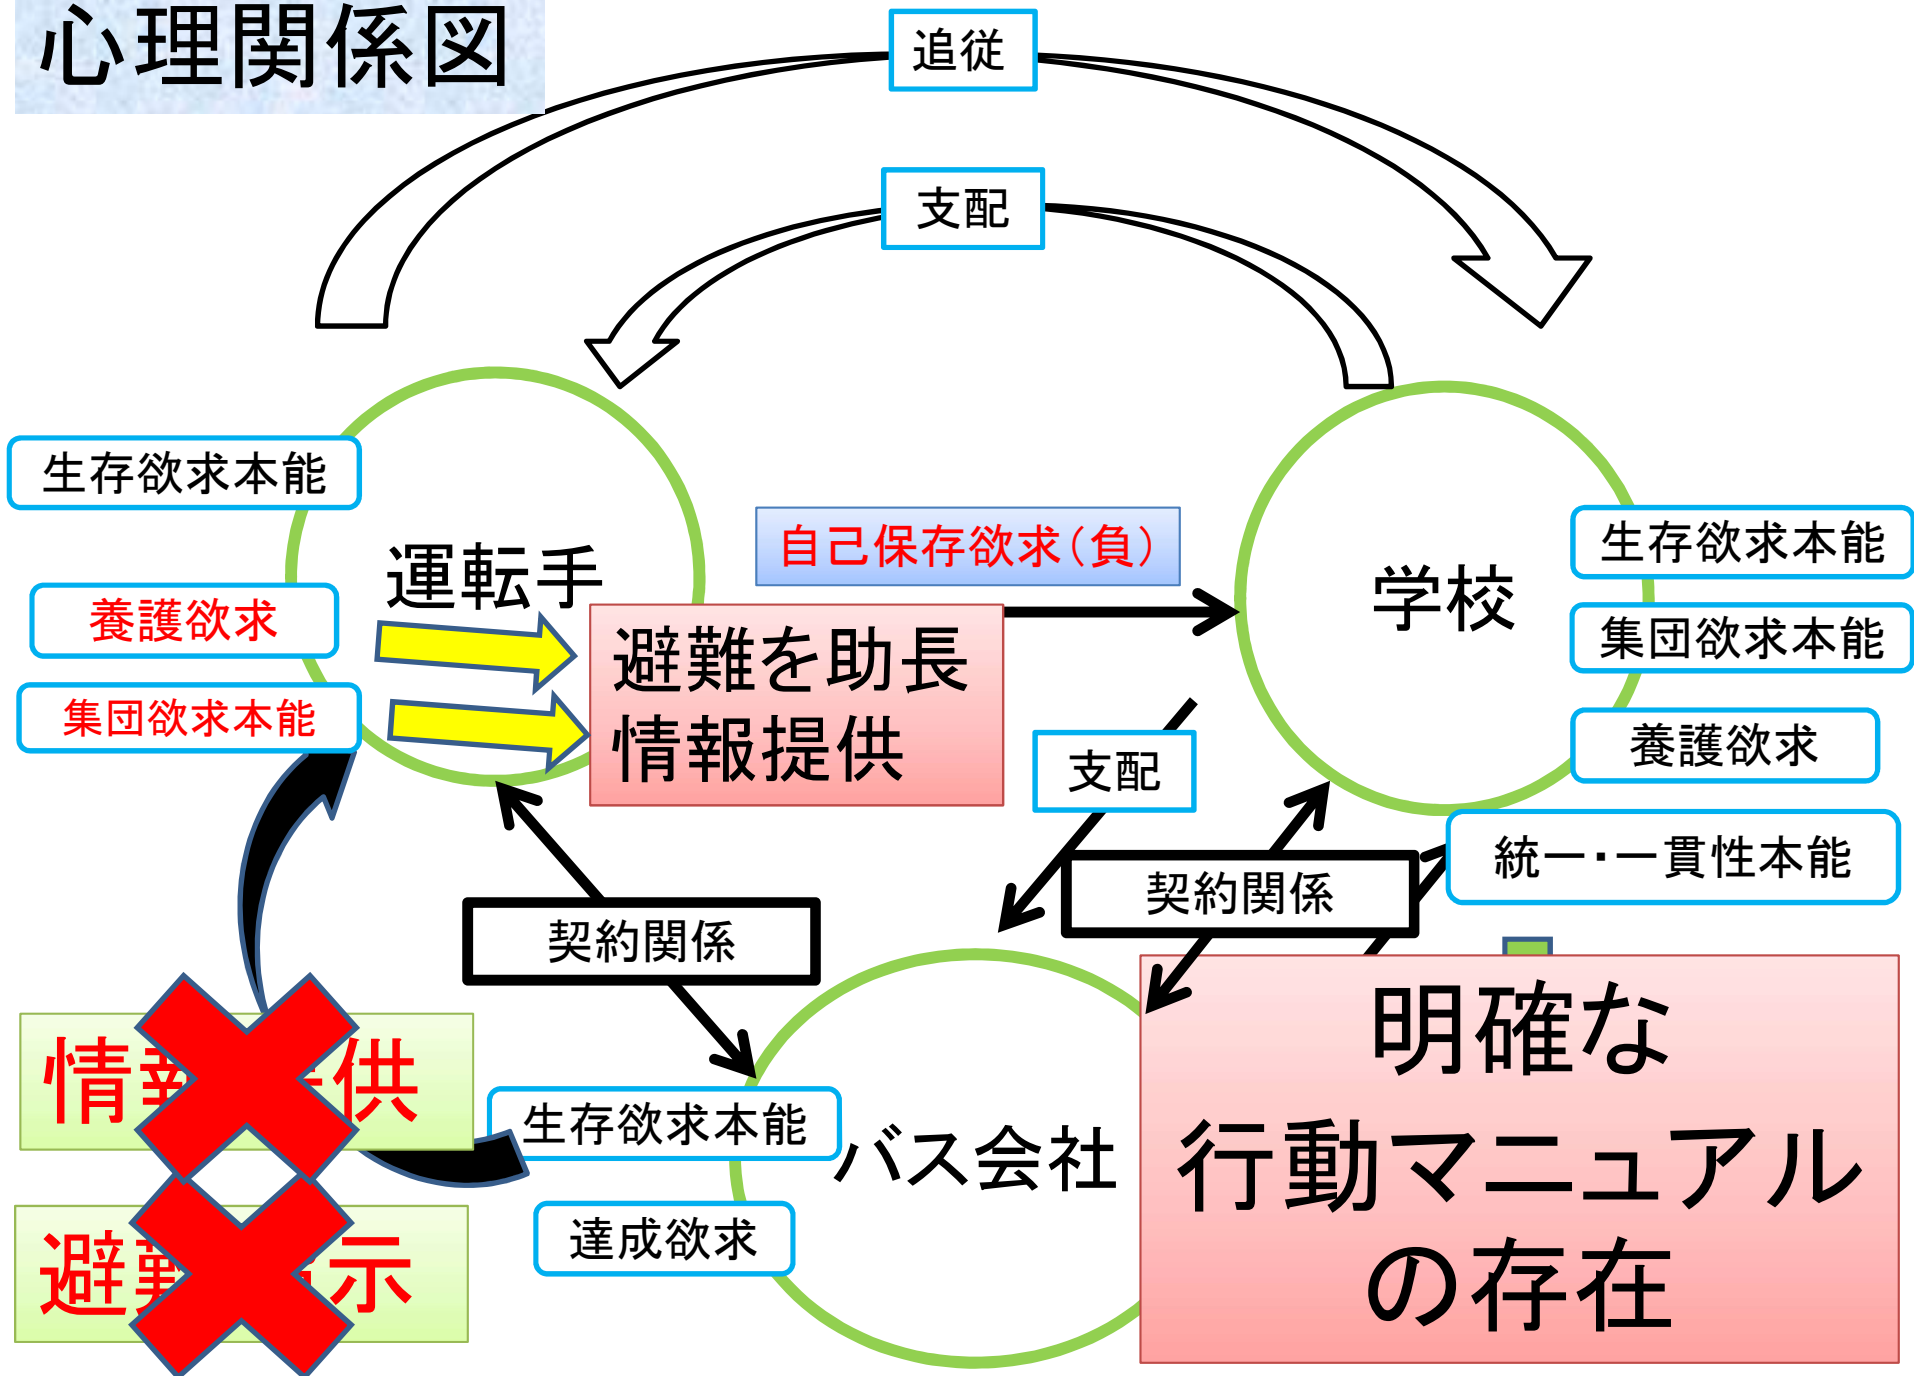 心理関係図
追従
支配
生存欲求本能
運転手
養護欲求
集団欲求本能
自己保存欲求(負)
避難を助長
情報提供
学校
生存欲求本能
集団欲求本能
養護欲求
統一・一貫性本能
支配
契約関係
契約関係
情 供
避 示
生存欲求本能
バス会社
達成欲求
明確な
行動マニュアル
の存在